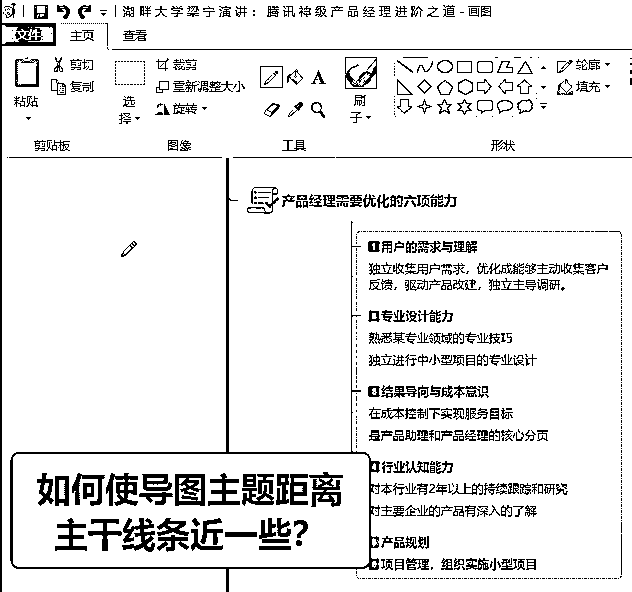 湖畔大学梁宁演讲：腾讯神级产品经理进阶之道-画图
文件 主页 查看
剪切
复制
粘贴
裁剪
重新调整大小
旋转
选择
刷子
轮廓
填充
剪贴板 图像 工具 形状
产品经理需要优化的六项能力
用户的需求与理解
独立收集用户需求，优化成能够主动收集客户
反馈，驱动产品改建，独立主导调研。
专业设计能力
熟悉某专业领域的专业技巧
独立进行中小型项目的专业设计
结果导向与成本意识
在成本控制下实现服务目标
是产品助理和产品经理的核心分页
行业认知能力
对本行业有2年以上的持续跟踪和研究
对主要企业的产品有深入的了解
产品规划
项目管理，组织实施小型项目
如何使导图主题距离
主干线条近一些？